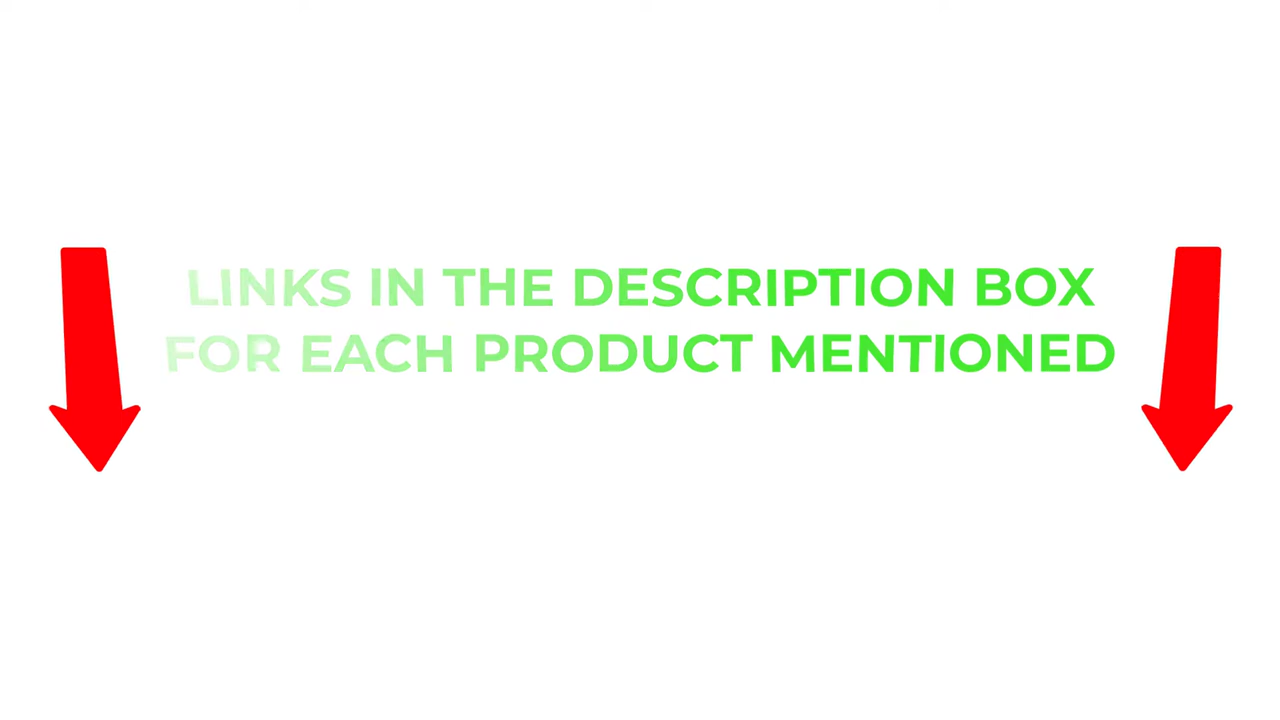 LINKS IN THE DESCRIPTION BOX
FOR EACH PRODUCT MENTIONED